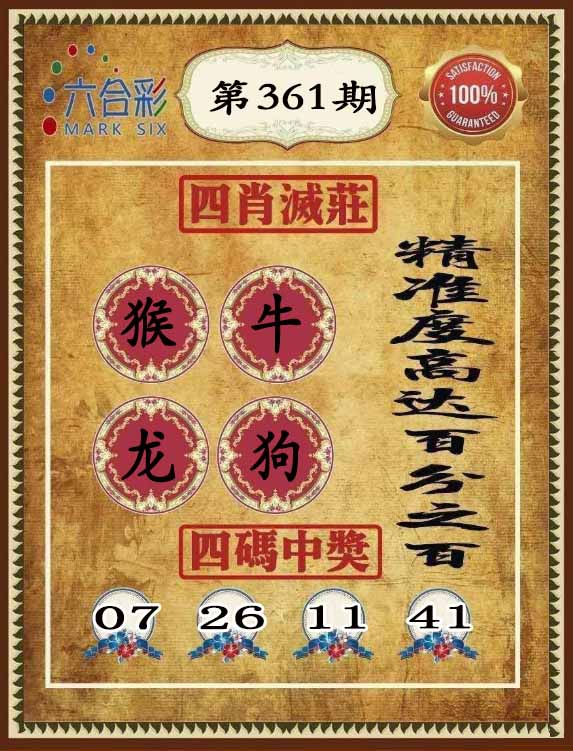 六合彩
MARK SIX
第361期
SATISFACTION
100%
GUARANTEED
四肖滅莊
猴 牛
龙 狗
精准度高达百分之百
四碼中獎
07 26 11 41